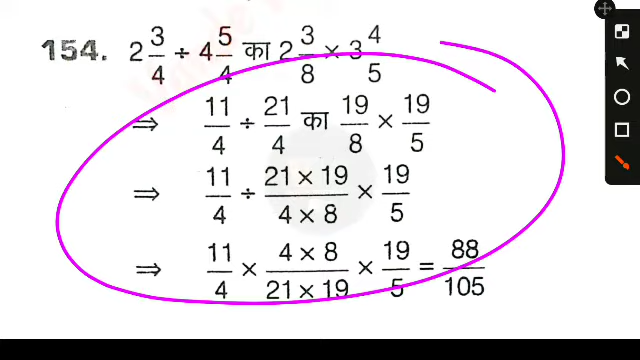 154. 2 3/4 ÷ 4 5/4 का 2 3/8 × 3 4/5
⇒ 11/4 ÷ 21/4 का 19/8 × 19/5
⇒ 11/4 ÷ (21 × 19)/(4 × 8) × 19/5
⇒ 11/4 × (4 × 8)/(21 × 19) × 19/5 = 88/105